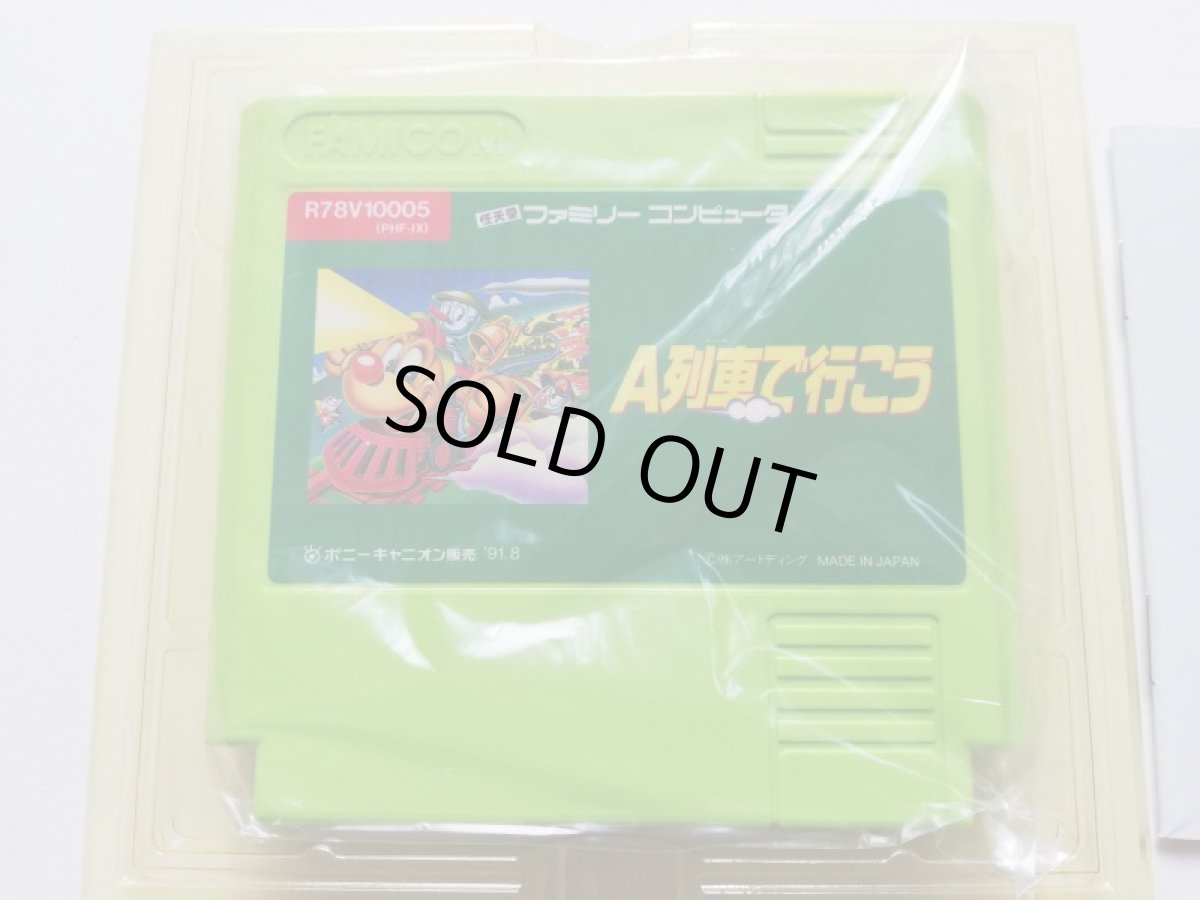 FAMICOM
R78V10005
(PHF-IX)
任天堂 ファミリー コンピュータ
A列車で行こう
SOLD OUT
ポニーキャニオン販売 '91.8
©(株)アートディング MADE IN JAPAN